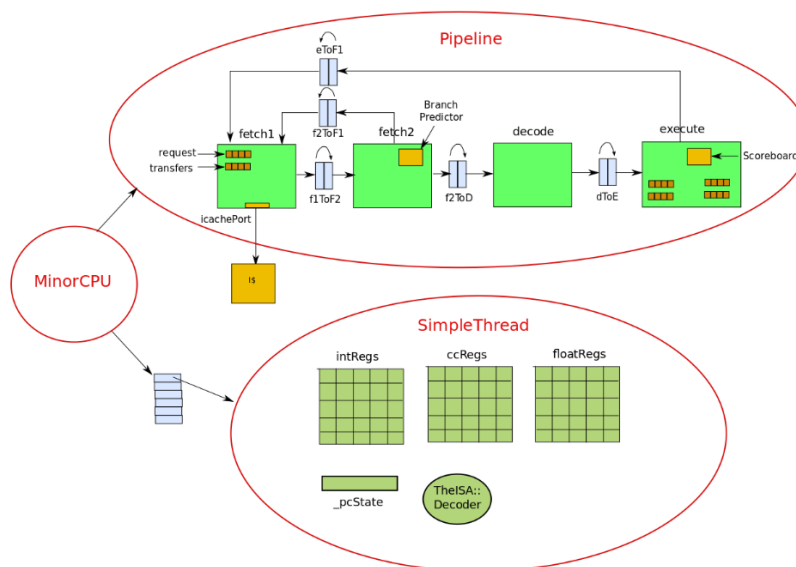 Pipeline
eToF1
f2ToF1
Branch
Predictor
fetch1
fetch2
decode
execute
request
transfers
Scoreboard
f1ToF2
f2ToD
dToE
icachePort
I$
MinorCPU
SimpleThread
intRegs
ccRegs
floatRegs
_pcState
TheISA::
Decoder